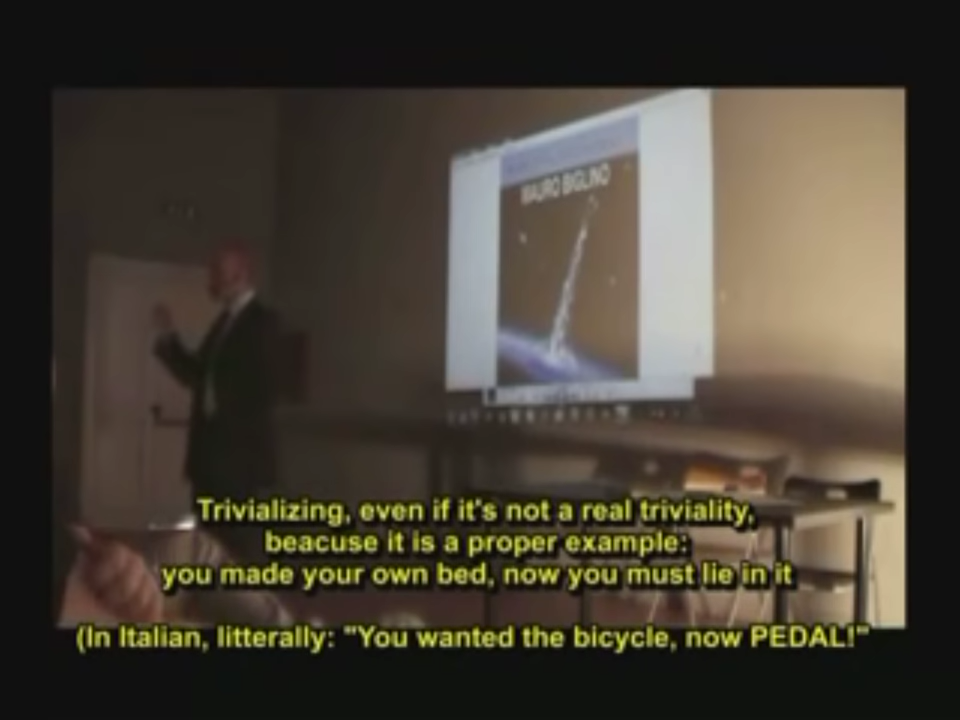 MAURO BIGLINO
Trivializing, even if it's not a real triviality,
beacuse it is a proper example:
you made your own bed, now you must lie in it
(In Italian, litterally: "You wanted the bicycle, now PEDAL!"